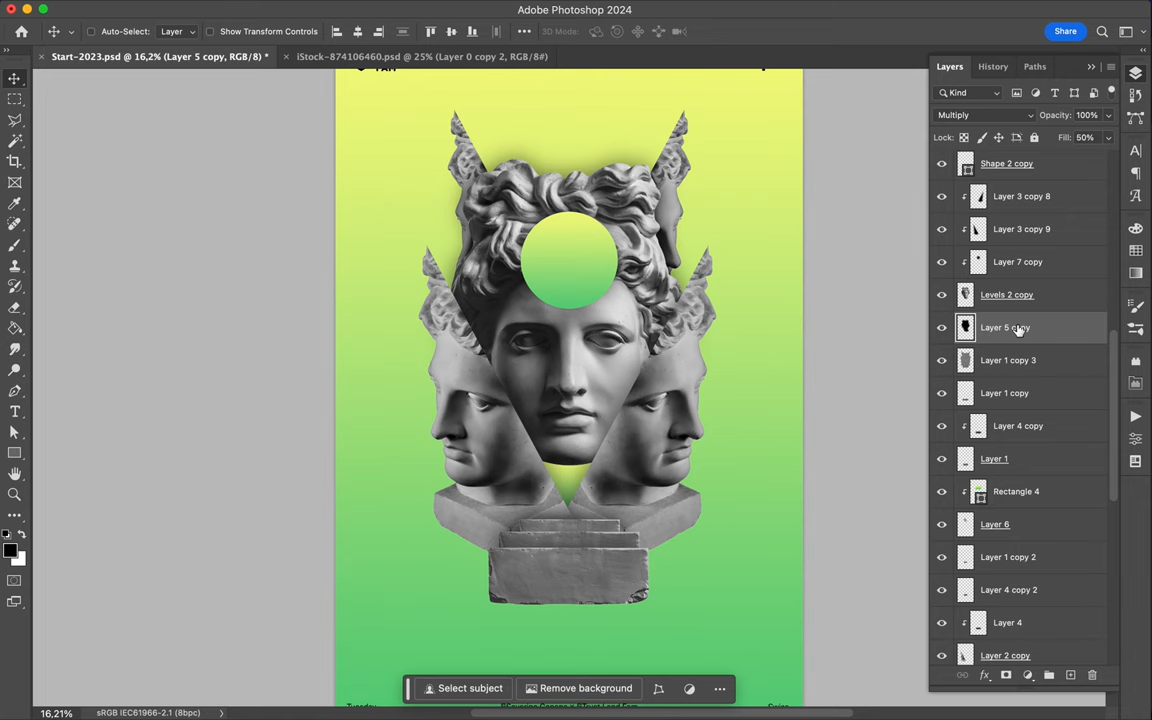 Adobe Photoshop 2024
Auto-Select: Layer Show Transform Controls 3D Mode: Share
Start-2023.psd @ 16,2% (Layer 5 copy, RGB/8) * iStock-874106460.psd @ 25% (Layer 0 copy 2, RGB/8#)
Layers History Paths
Kind
Multiply Opacity: 100%
Lock: Fill: 50%
Shape 2 copy
Layer 3 copy 8
Layer 3 copy 9
Layer 7 copy
Levels 2 copy
Layer 5 copy
Layer 1 copy 3
Layer 1 copy
Layer 4 copy
Layer 1
Rectangle 4
Layer 6
Layer 1 copy 2
Layer 4 copy 2
Layer 4
Layer 2 copy
Select subject Remove background
16,21% sRGB IEC61966-2.1 (8bpc)